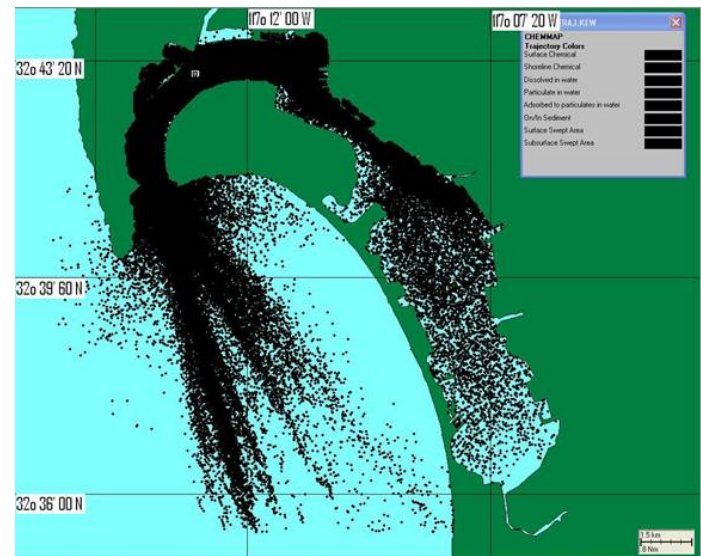 117o 12' 00 W
117o 07' 20 W
TRAJ.KEW
CHEMMAP
Trajectory Colors
Surface Chemical
Shoreline Chemical
Dissolved in water
Particulate in water
Adsorbed to particulates in water
On/In Sediment
Surface Swept Area
Subsurface Swept Area
32o 43' 20 N
32o 39' 60 N
32o 36' 00 N
1.5 km
.8 Nm